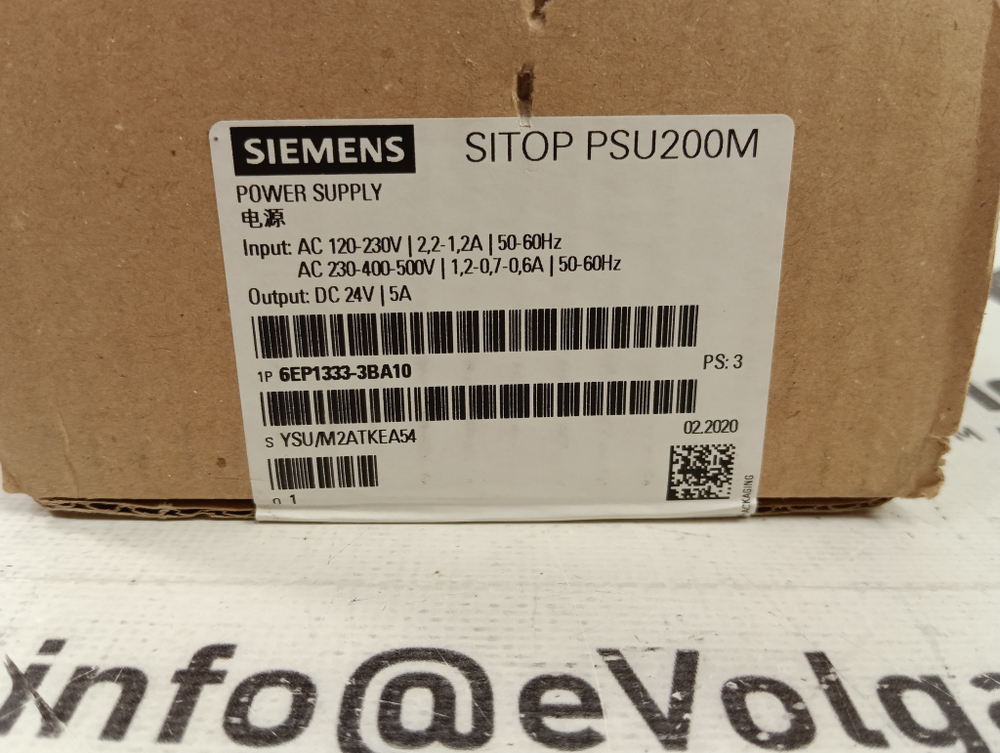 SIEMENS SITOP PSU200M
POWER SUPPLY
电源
Input: AC 120-230V | 2,2-1,2A | 50-60Hz
AC 230-400-500V | 1,2-0,7-0,6A | 50-60Hz
Output: DC 24V | 5A
1P 6EP1333-3BA10
PS: 3
S YSU/M2ATKEA54
02.2020
Q 1
ACKAGING
info@eVolga